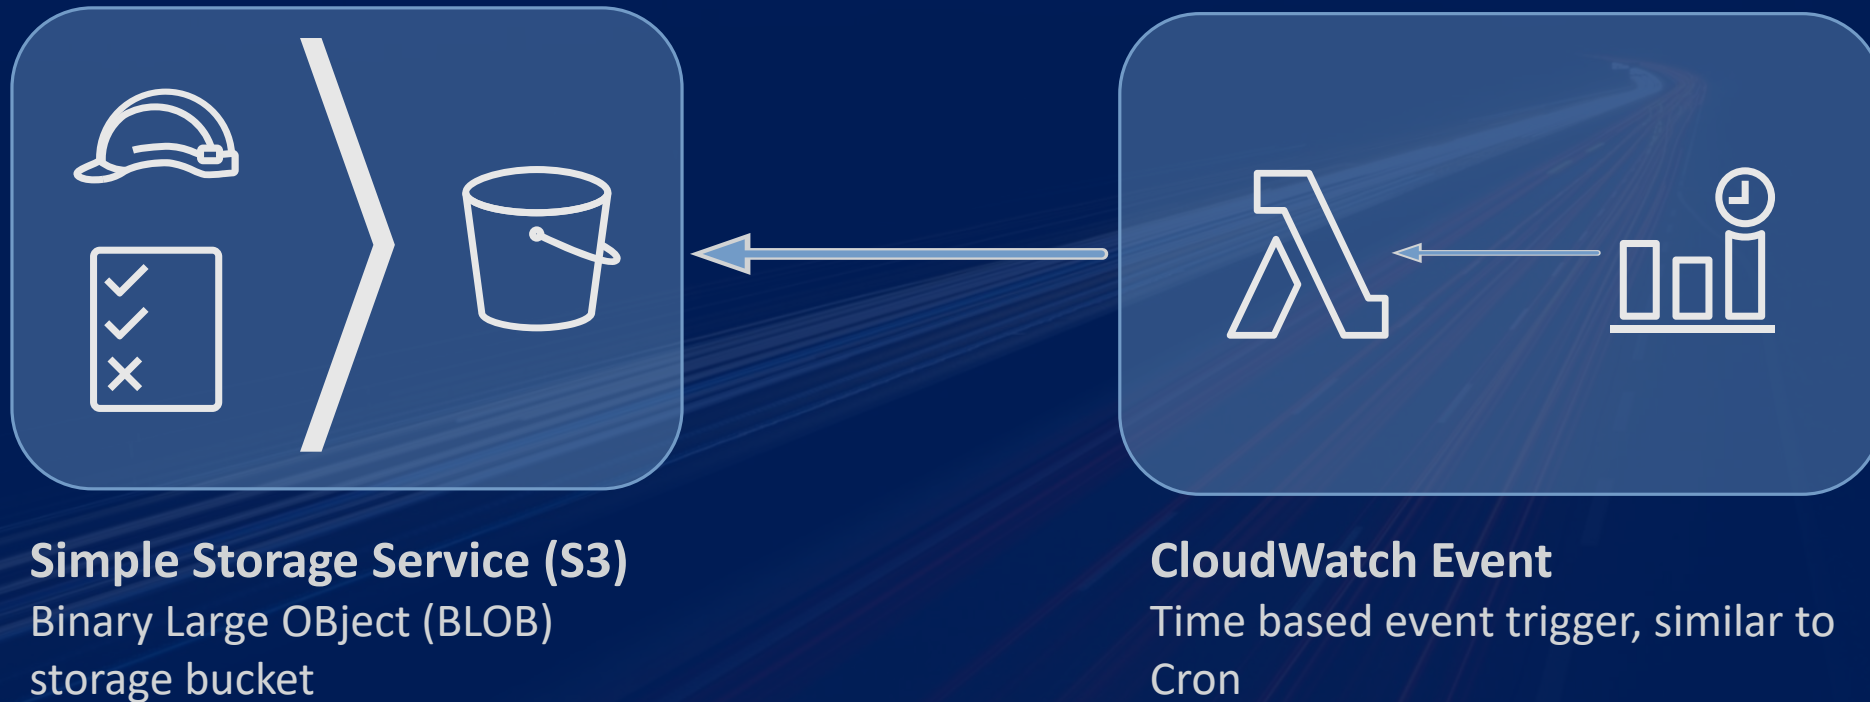 Simple Storage Service (S3)
Binary Large OBject (BLOB)
storage bucket
CloudWatch Event
Time based event trigger, similar to
Cron